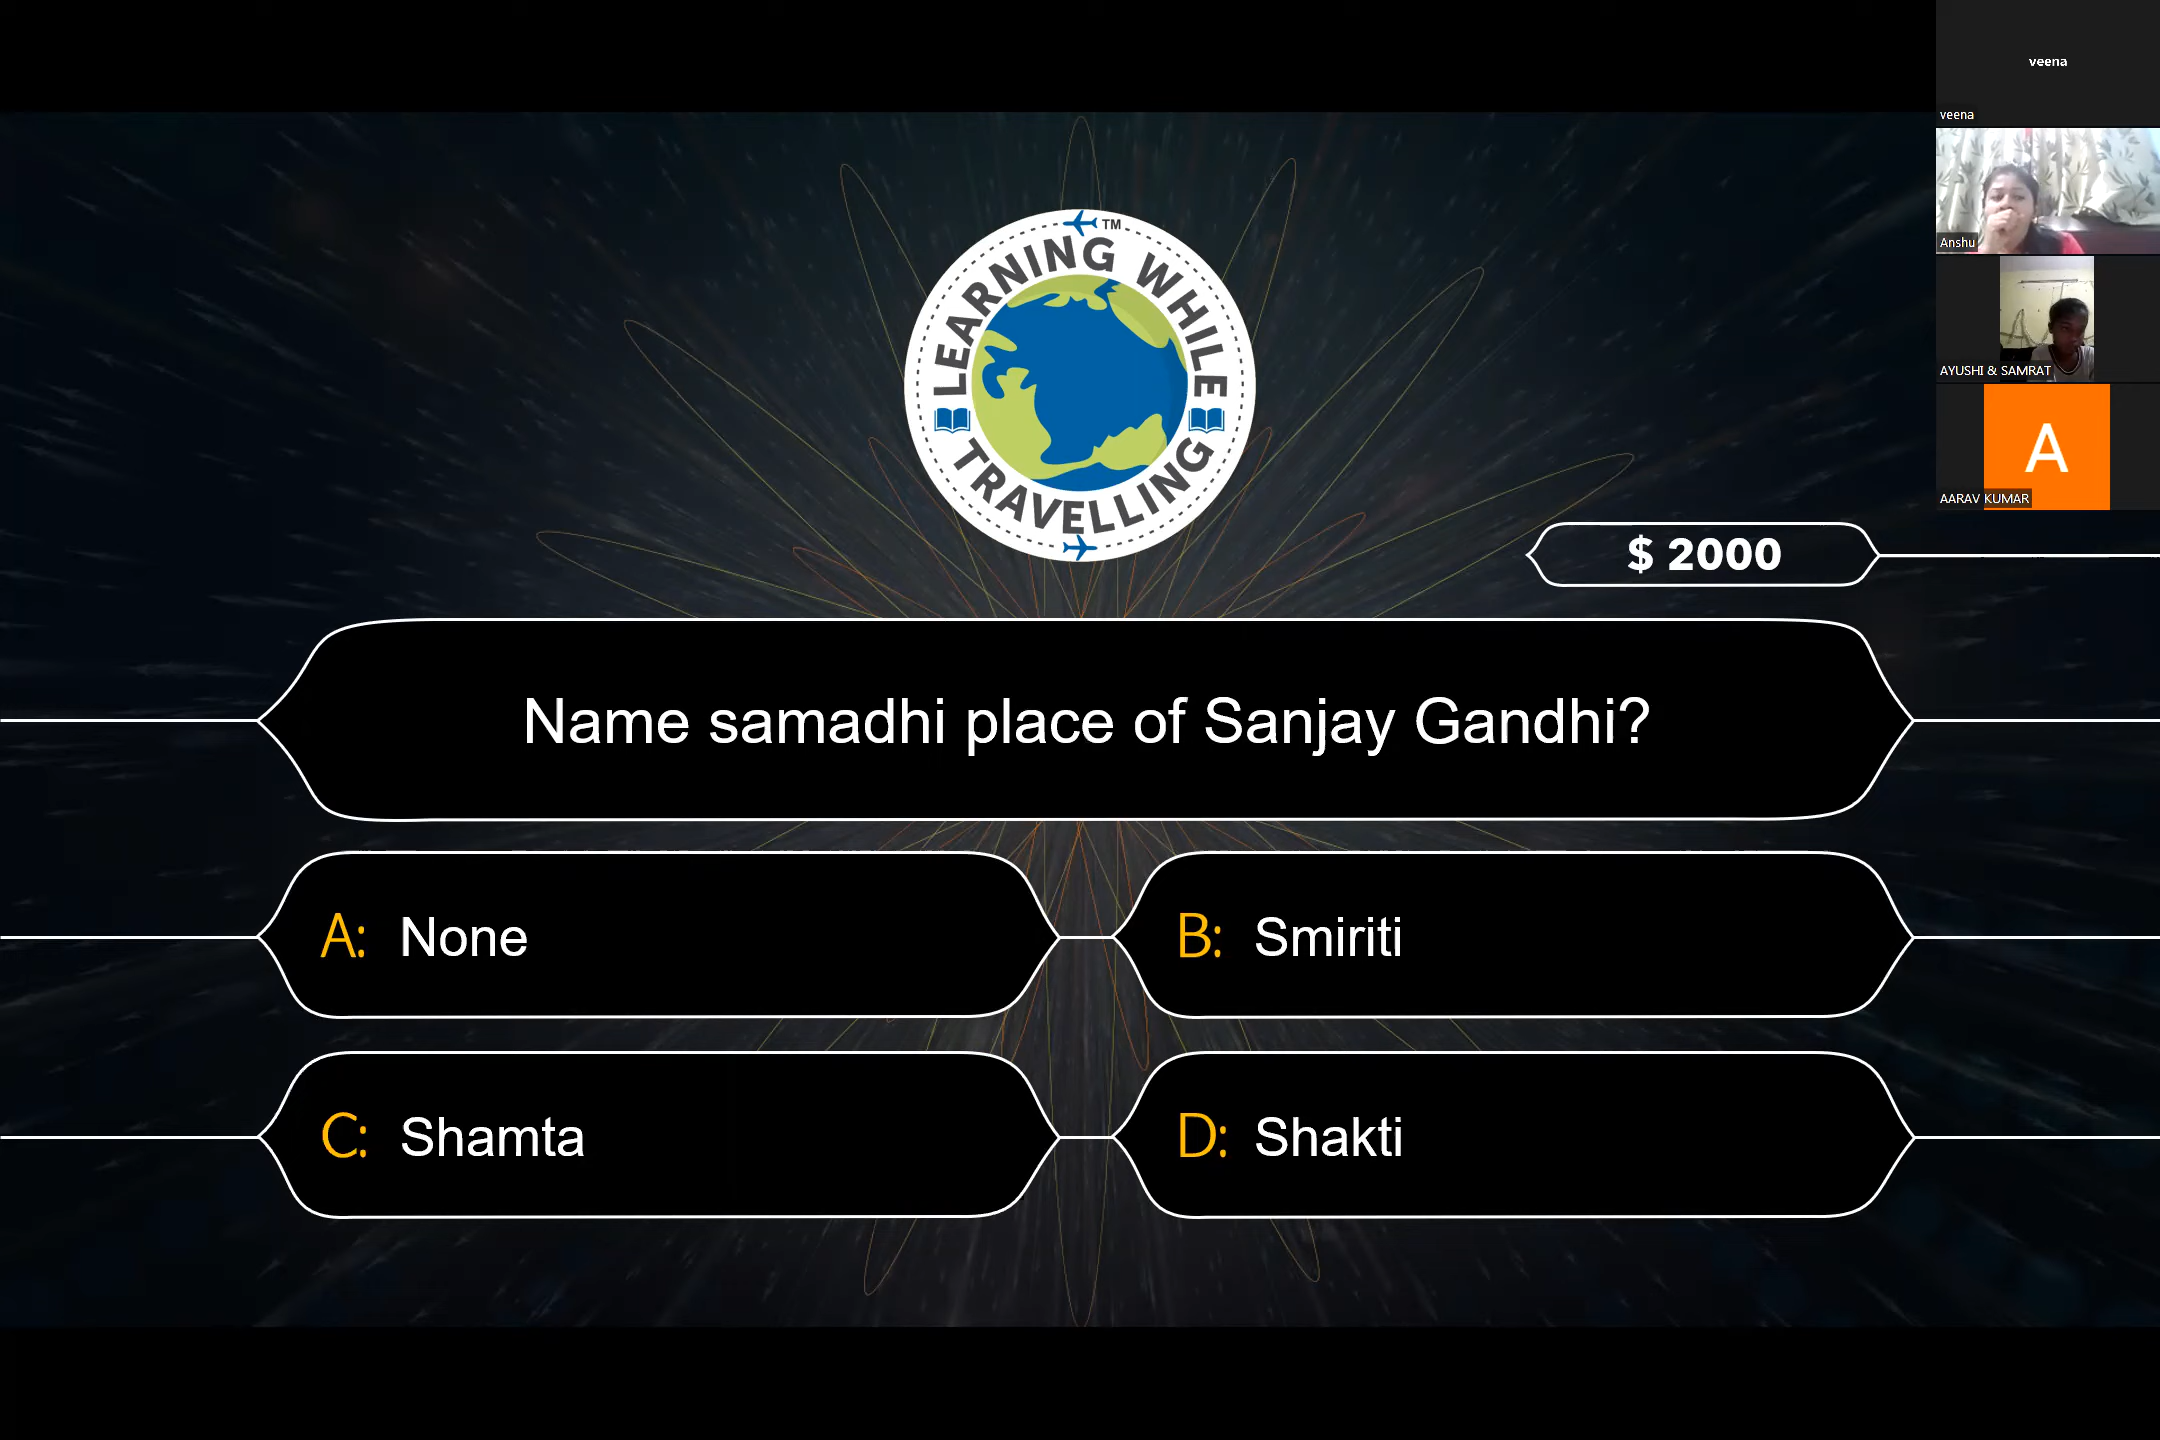 veena
veena
Anshu
AYUSHI & SAMRAT
A
AARAV KUMAR
TM
LEARNING WHILE
TRAVELLING
$ 2000
Name samadhi place of Sanjay Gandhi?
A: None
B: Smiriti
C: Shamta
D: Shakti